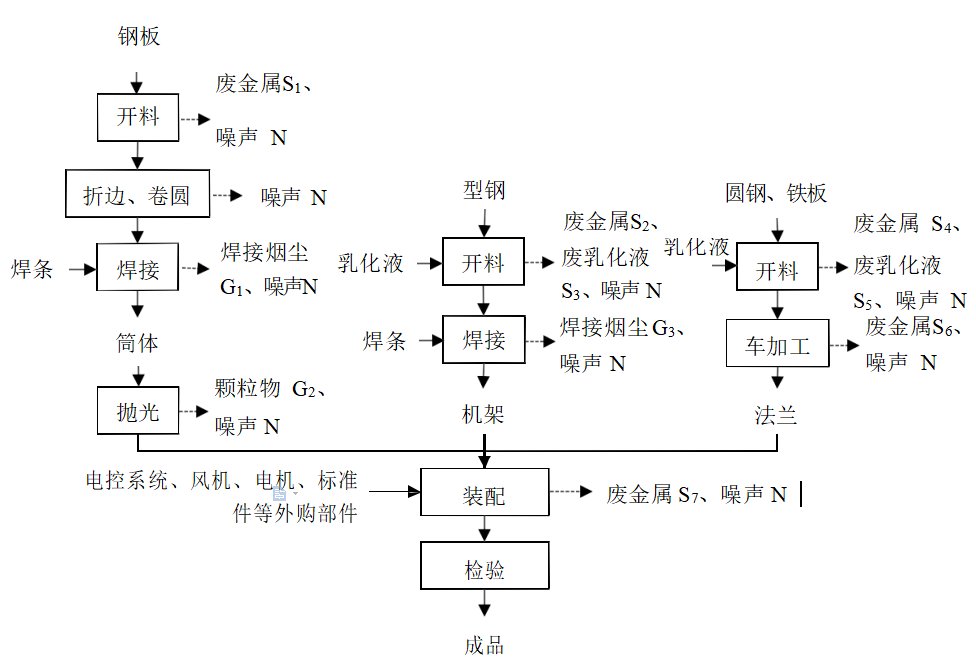 钢板
废金属S1、
开料
噪声 N
折边、卷圆
噪声 N
焊条
焊接
焊接烟尘
G1、噪声N
筒体
抛光
颗粒物 G2、
噪声 N
型钢
乳化液
开料
废金属S2、
废乳化液
S3、噪声 N
焊条
焊接
焊接烟尘 G3、
噪声 N
机架
圆钢、铁板
乳化液
开料
废金属 S4、
废乳化液
S5、噪声 N
车加工
废金属S6、
噪声 N
法兰
电控系统、风机、电机、标准
件等外购部件
装配
废金属 S7、噪声 N
检验
成品